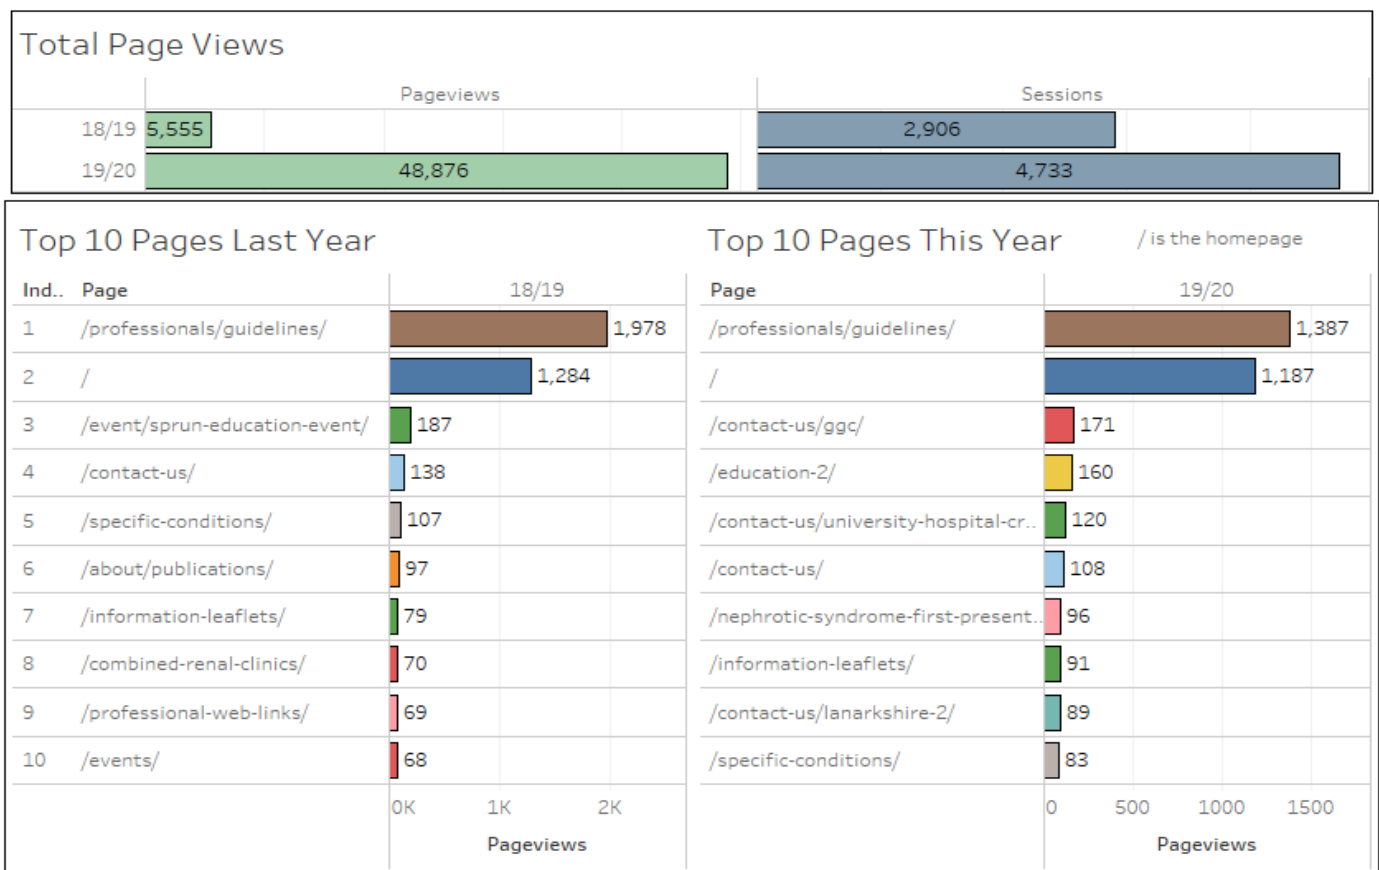 Total Page Views
Pageviews Sessions
18/19 5,555 2,906
19/20 48,876 4,733
Top 10 Pages Last Year
Ind.. Page 18/19
1 /professionals/guidelines/ 1,978
2 / 1,284
3 /event/sprun-education-event/ 187
4 /contact-us/ 138
5 /specific-conditions/ 107
6 /about/publications/ 97
7 /information-leaflets/ 79
8 /combined-renal-clinics/ 70
9 /professional-web-links/ 69
10 /events/ 68
0K 1K 2K
Pageviews
Top 10 Pages This Year / is the homepage
Page 19/20
/professionals/guidelines/ 1,387
/ 1,187
/contact-us/ggc/ 171
/education-2/ 160
/contact-us/university-hospital-cr.. 120
/contact-us/ 108
/nephrotic-syndrome-first-present.. 96
/information-leaflets/ 91
/contact-us/lanarkshire-2/ 89
/specific-conditions/ 83
0 500 1000 1500
Pageviews